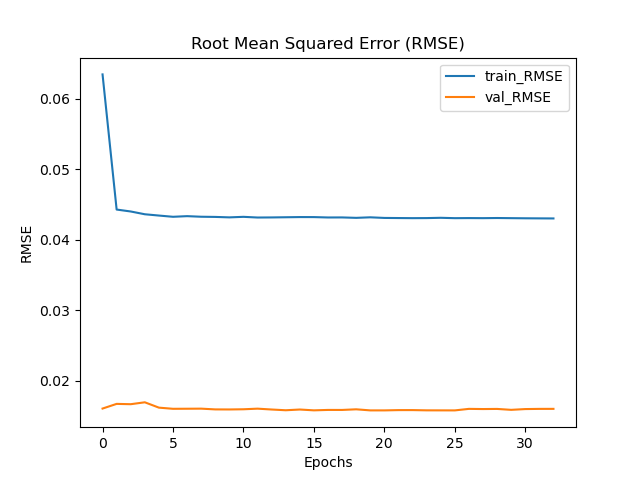 Root Mean Squared Error (RMSE)
train_RMSE
val_RMSE
0.06
0.05
0.04
0.03
0.02
RMSE
0 5 10 15 20 25 30
Epochs